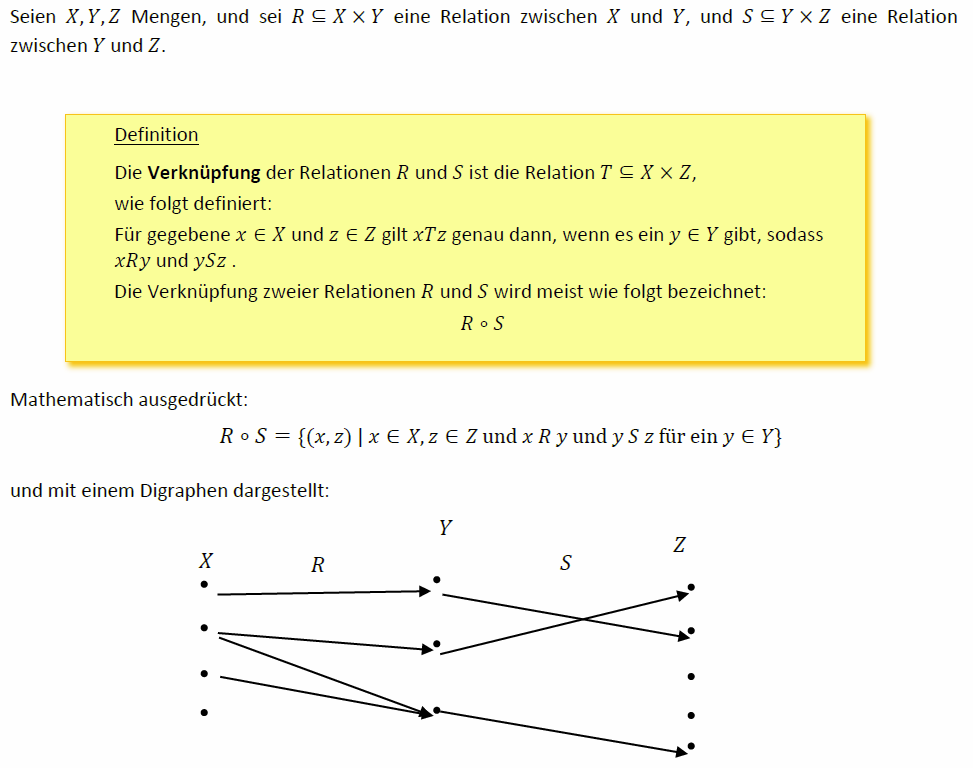 Seien X, Y, Z Mengen, und sei R ⊆ X × Y eine Relation zwischen X und Y, und S ⊆ Y × Z eine Relation
zwischen Y und Z.
Definition
Die Verknüpfung der Relationen R und S ist die Relation T ⊆ X × Z,
wie folgt definiert:
Für gegebene x ∈ X und z ∈ Z gilt xTz genau dann, wenn es ein y ∈ Y gibt, sodass
xRy und ySz .
Die Verknüpfung zweier Relationen R und S wird meist wie folgt bezeichnet:
R ∘ S
Mathematisch ausgedrückt:
R ∘ S = {(x, z) | x ∈ X, z ∈ Z und x R y und y S z für ein y ∈ Y}
und mit einem Digraphen dargestellt:
Y
Z
X
R
S